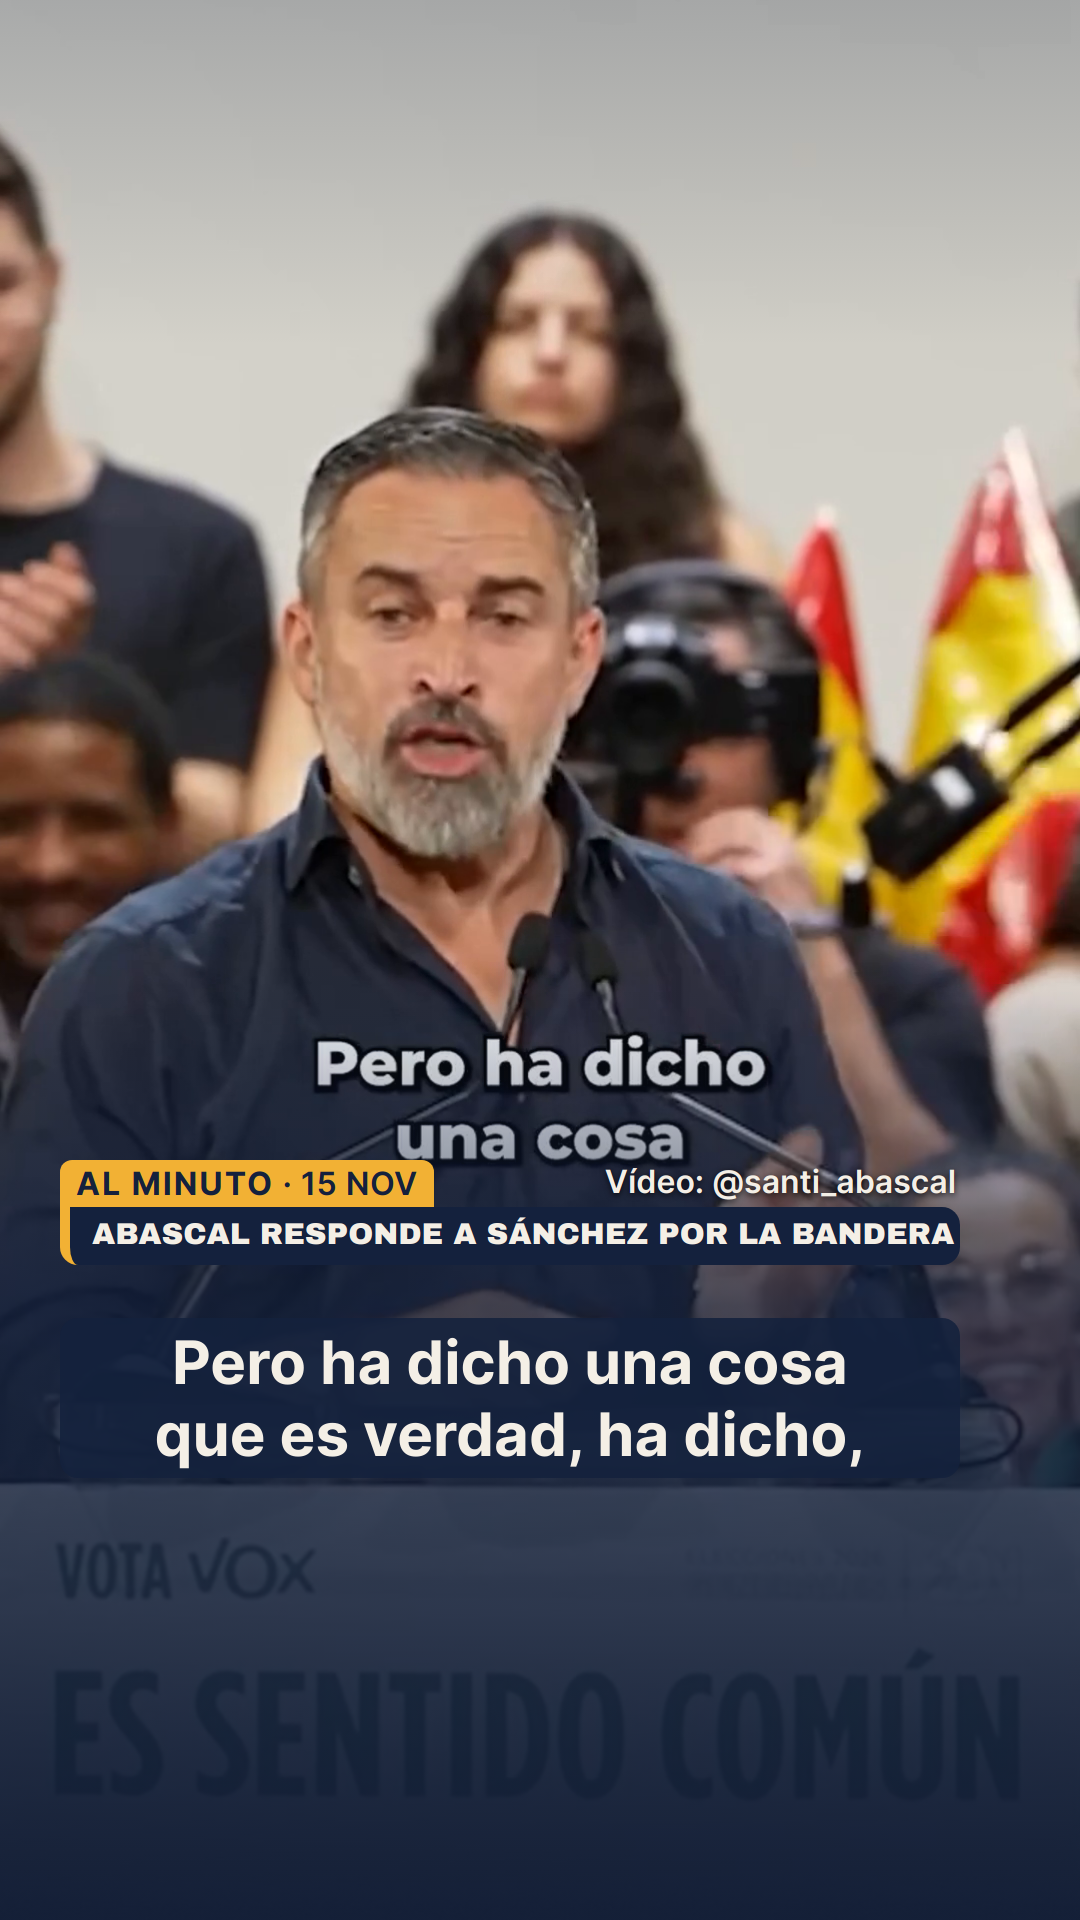 Pero ha dicho
una cosa
AL MINUTO · 15 NOV
Vídeo: @santi_abascal
ABASCAL RESPONDE A SÁNCHEZ POR LA BANDERA
Pero ha dicho una cosa
que es verdad, ha dicho,
VOTA VOX
ES SENTIDO COMÚN